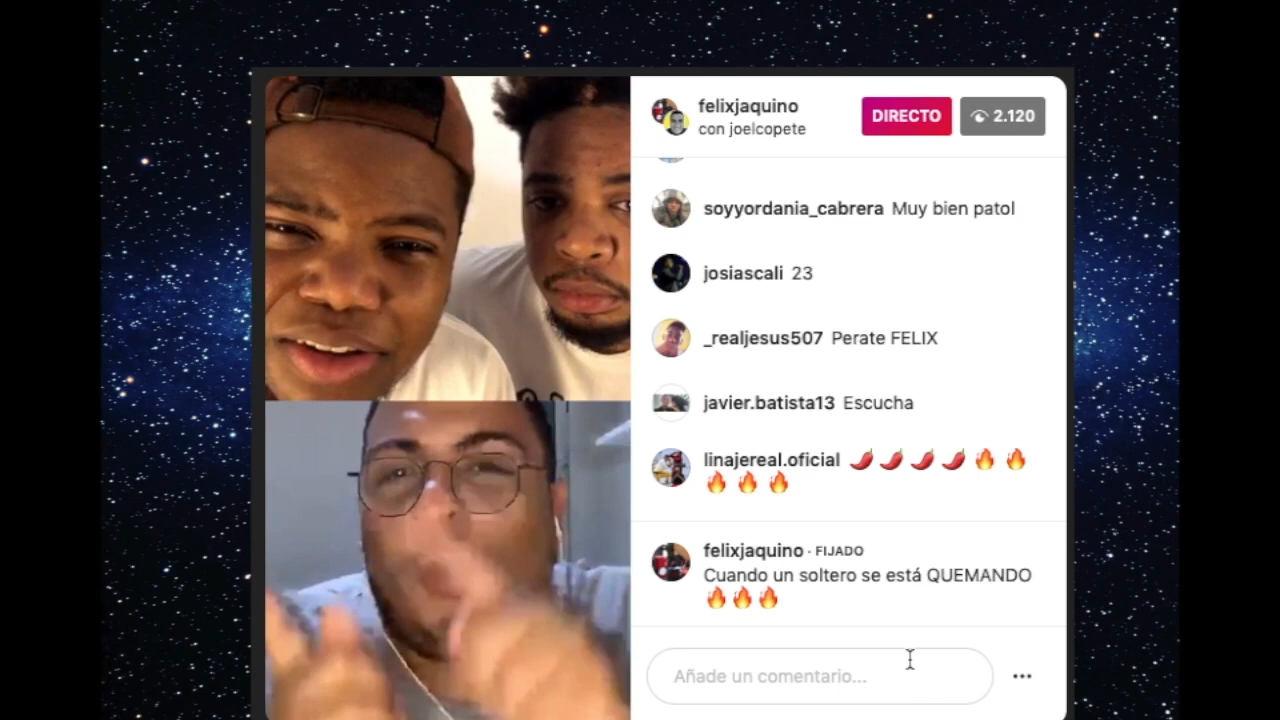 felixjaquino
con joelcopete
DIRECTO
2.120
soyyordania_cabrera Muy bien patol
josiascali 23
_realjesus507 Perate FELIX
javier.batista13 Escucha
linajereal.oficial 🌶️🌶️🌶️🌶️🔥🔥
🔥🔥🔥
felixjaquino · FIJADO
Cuando un soltero se está QUEMANDO
🔥🔥🔥
Añade un comentario...